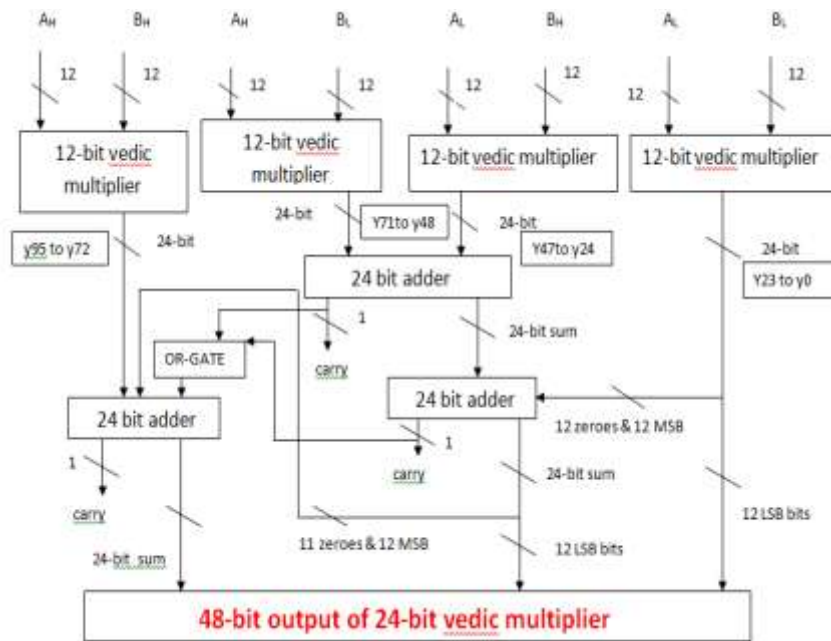 AH BH AH BL AL BH AL BL
12 12 12 12 12 12 12 12
12-bit vedic multiplier
12-bit vedic multiplier
12-bit vedic multiplier
12-bit vedic multiplier
24-bit
y95 to y72
24-bit
Y71to y48
24-bit
Y47to y24
24-bit
Y23 to y0
24 bit adder
1
carry
24-bit sum
OR-GATE
24 bit adder
24 bit adder
12 zeroes & 12 MSB
1
carry
1
carry
24-bit sum
12 LSB bits
11 zeroes & 12 MSB
12 LSB bits
24-bit sum
48-bit output of 24-bit vedic multiplier